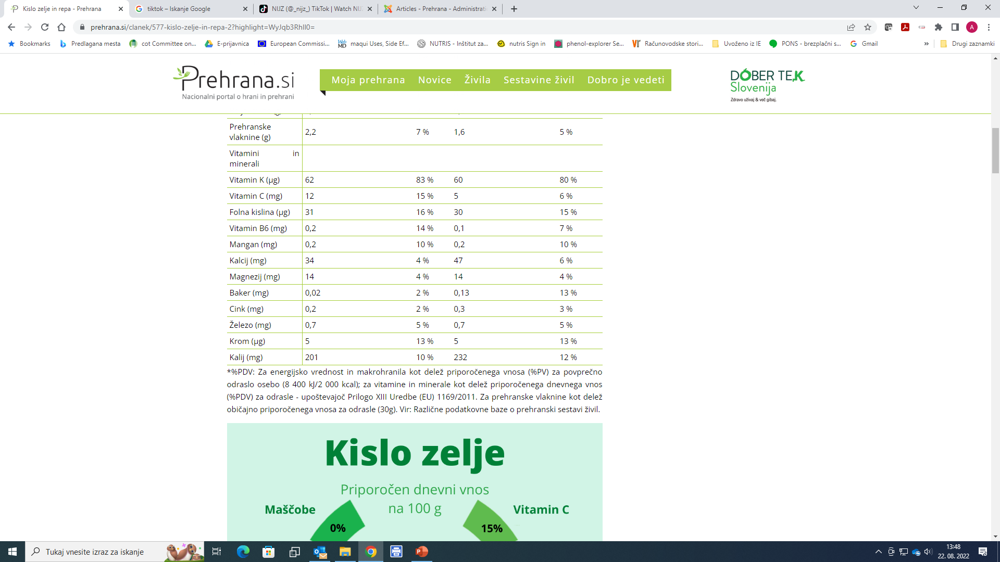 Kislo zelje in repa - Prehrana
tiktok – Iskanje Google
NIJZ (@_nijz_) TikTok | Watch NIJ
Articles - Prehrana - Administrati
prehrana.si/clanek/577-kislo-zelje-in-repa-2?highlight=WyJqb3RhIl0=
A
Bookmarks
Predlagana mesta
cot Committee on...
E-prijavnica
European Commissi...
maqui Uses, Side Ef...
NUTRIS - Inštitut za...
nutris Sign in
phenol-explorer Se...
Računovodske stori...
Uvoženo iz IE
PONS - brezplačni s...
Gmail
»
Drugi zaznamki
Prehrana.si
Nacionalni portal o hrani in prehrani
Moja prehrana Novice Živila Sestavine živil Dobro je vedeti
DOBER TEK
Slovenija
Zdravo uživaj & več gibaj.
Prehranske
vlaknine (g) 2,2 7 % 1,6 5 %
Vitamini in
minerali
Vitamin K (µg) 62 83 % 60 80 %
Vitamin C (mg) 12 15 % 5 6 %
Folna kislina (µg) 31 16 % 30 15 %
Vitamin B6 (mg) 0,2 14 % 0,1 7 %
Mangan (mg) 0,2 10 % 0,2 10 %
Kalcij (mg) 34 4 % 47 6 %
Magnezij (mg) 14 4 % 14 4 %
Baker (mg) 0,02 2 % 0,13 13 %
Cink (mg) 0,2 2 % 0,3 3 %
Železo (mg) 0,7 5 % 0,7 5 %
Krom (µg) 5 13 % 5 13 %
Kalij (mg) 201 10 % 232 12 %
*%PDV: Za energijsko vrednost in makrohranila kot delež priporočenega vnosa (%PV) za povprečno
odraslo osebo (8 400 kJ/2 000 kcal); za vitamine in minerale kot delež priporočenega dnevnega vnos
(%PDV) za odrasle - upoštevajoč Prilogo XIII Uredbe (EU) 1169/2011. Za prehranske vlaknine kot delež
običajno priporočenega vnosa za odrasle (30g). Vir: Različne podatkovne baze o prehranski sestavi živil.
Kislo zelje
Priporočen dnevni vnos
na 100 g
Maščobe
0%
Vitamin C
15%
Tukaj vnesite izraz za iskanje
13:48
22. 08. 2022